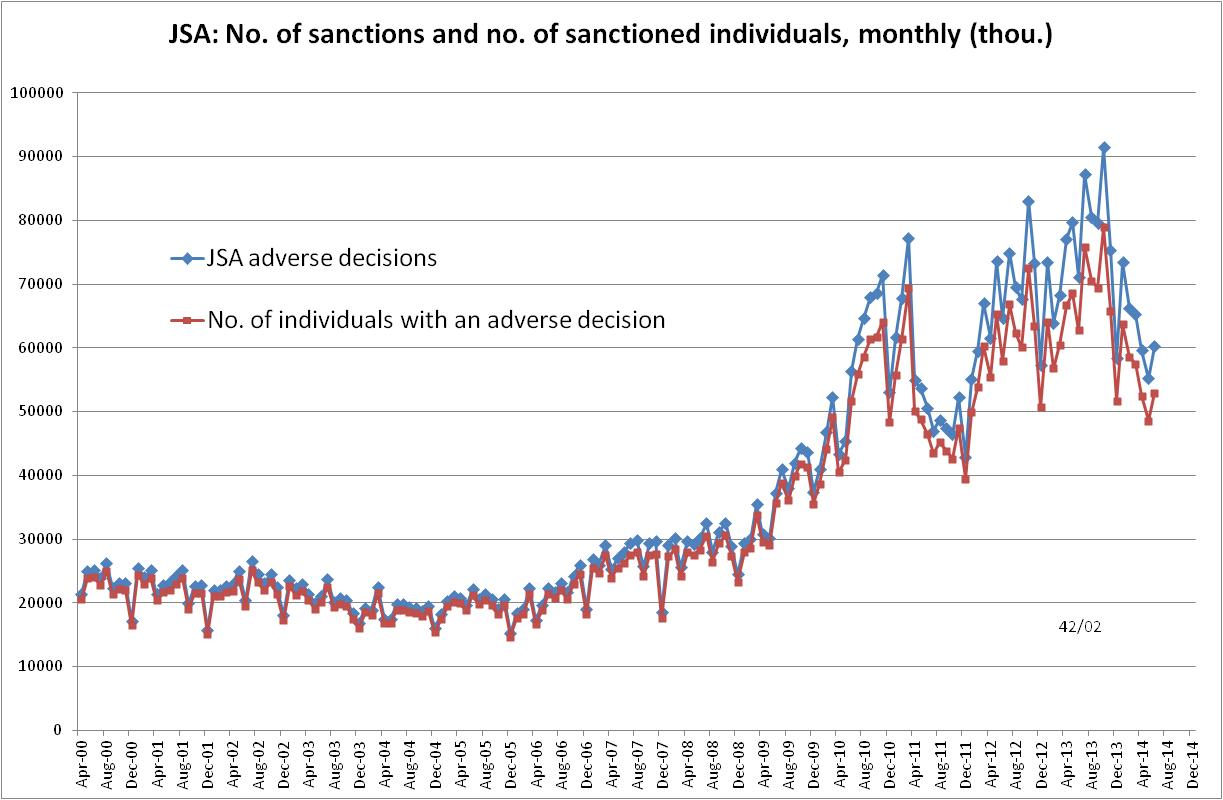 JSA: No. of sanctions and no. of sanctioned individuals, monthly (thou.)
100000
90000
80000
70000
60000
50000
40000
30000
20000
10000
0
JSA adverse decisions
No. of individuals with an adverse decision
42/02
Apr-00
Aug-00
Dec-00
Apr-01
Aug-01
Dec-01
Apr-02
Aug-02
Dec-02
Apr-03
Aug-03
Dec-03
Apr-04
Aug-04
Dec-04
Apr-05
Aug-05
Dec-05
Apr-06
Aug-06
Dec-06
Apr-07
Aug-07
Dec-07
Apr-08
Aug-08
Dec-08
Apr-09
Aug-09
Dec-09
Apr-10
Aug-10
Dec-10
Apr-11
Aug-11
Dec-11
Apr-12
Aug-12
Dec-12
Apr-13
Aug-13
Dec-13
Apr-14
Aug-14
Dec-14